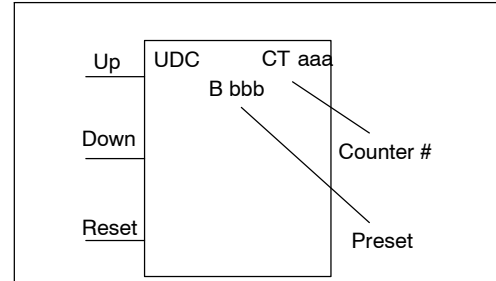 Up
UDC CT aaa
B bbb
Down
Counter #
Reset
Preset